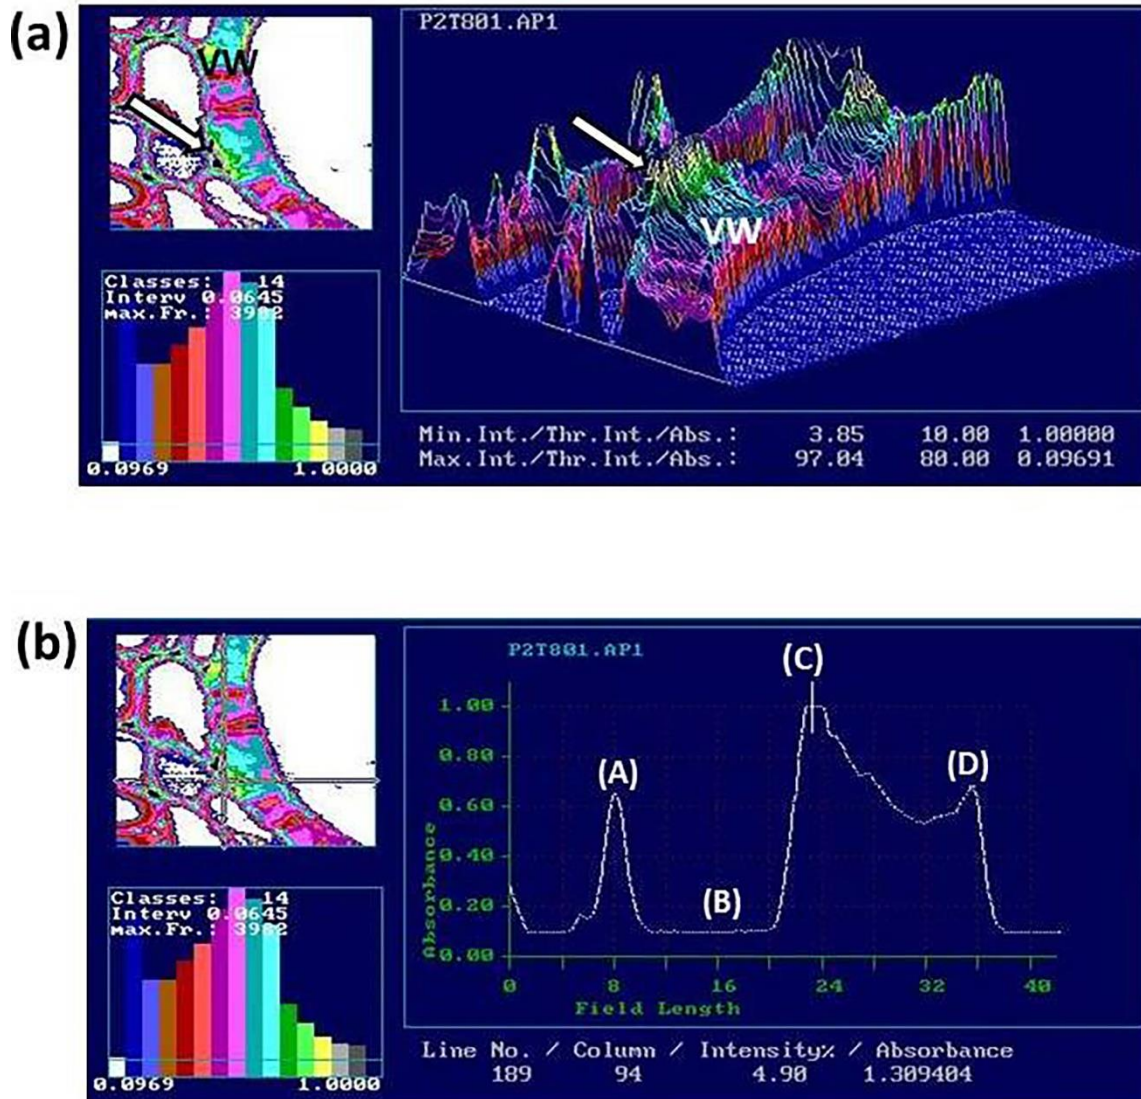 (a)
VW
P2T801.AP1
VW
Classes: 14
Interv 0.0645
max.Fr.: 3902
0.0969 1.0000
Min.Int./Thr.Int./Abs.: 3.85 10.00 1.00000
Max.Int./Thr.Int./Abs.: 97.04 80.00 0.09691
(b)
P2T801.AP1
(C)
(A)
(D)
(B)
1.00
0.80
0.60
0.40
0.20
0.00
Absorbance
0 8 16 24 32 40
Field Length
Classes: 14
Interv 0.0645
max.Fr.: 3902
0.0969 1.0000
Line No. / Column / Intensity% / Absorbance
189 94 4.90 1.309404